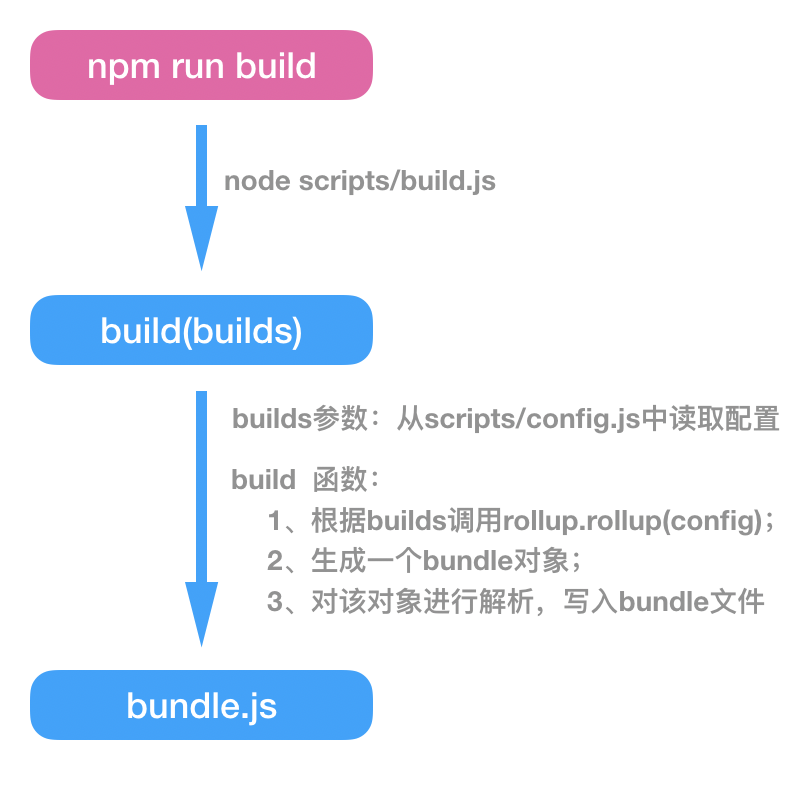 npm run build
node scripts/build.js
build(builds)
builds参数：从scripts/config.js中读取配置
build 函数：
1、根据builds调用rollup.rollup(config)；
2、生成一个bundle对象；
3、对该对象进行解析，写入bundle文件
bundle.js